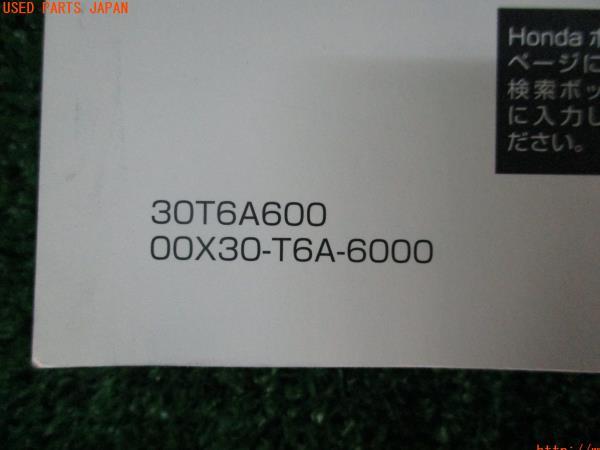 USED PARTS JAPAN
Honda ホ
ページに
検索ボッ
に入力し
ださい。
30T6A600
00X30-T6A-6000